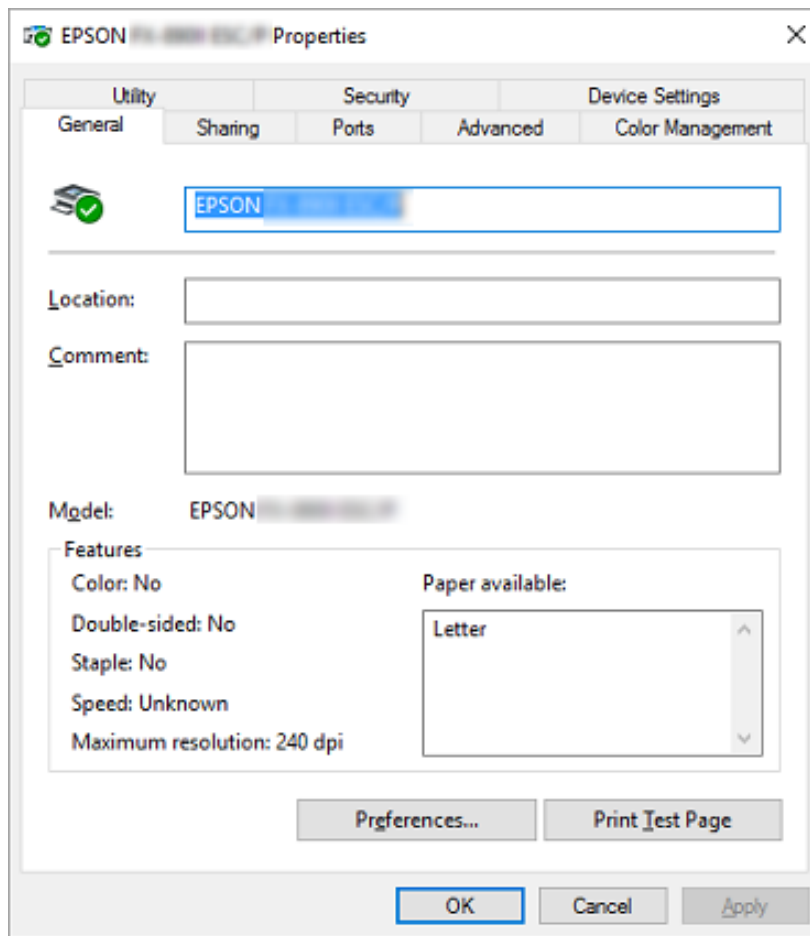 EPSON Properties
Utility Security Device Settings
General Sharing Ports Advanced Color Management
EPSON
Location:
Comment:
Model: EPSON
Features
Color: No
Double-sided: No
Staple: No
Speed: Unknown
Maximum resolution: 240 dpi
Paper available:
Letter
Preferences... Print Test Page
OK Cancel Apply